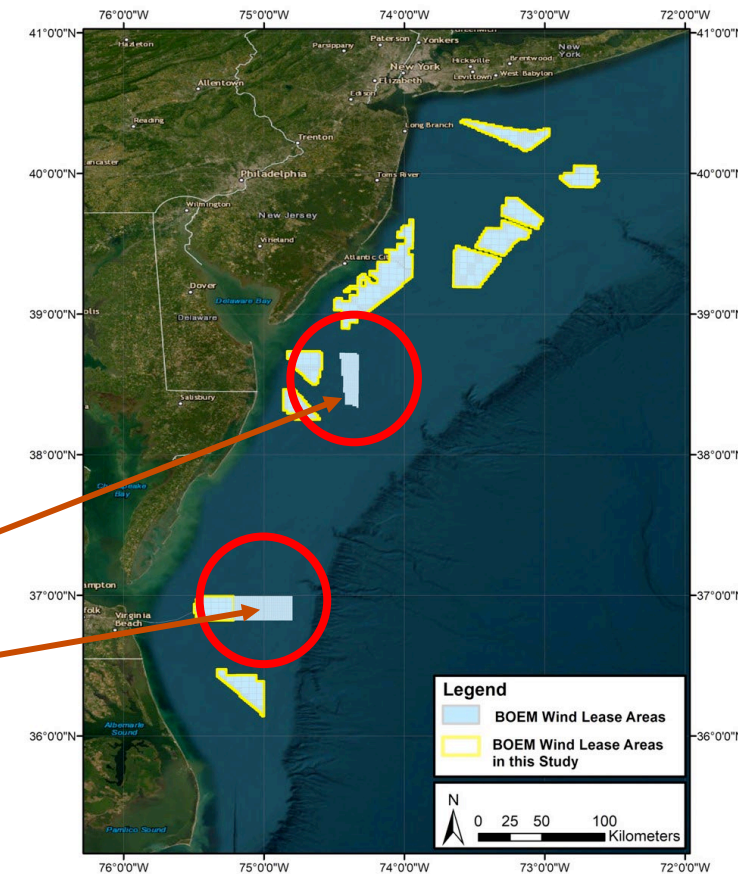 76°0'0"W 75°0'0"W 74°0'0"W 73°0'0"W 72°0'0"W
41°0'0"N
41°0'0"N
Hazleton
Parsippany
Paterson
Yonkers
New York
Hicksville
Brentwood
New
York
Levittown
West Babylon
Elizabeth
Edison
Allentown
Reading
Long Branch
Trenton
ancaster
40°0'0"N
40°0'0"N
Philadelphia
Toms River
Wilmington
New Jersey
Vineland
Atlantic Cit
Dover
Delaware Bay
39°0'0"N
39°0'0"N
olis
Delaware
Salisbury
38°0'0"N
38°0'0"N
Chesapeake
Bay
37°0'0"N
37°0'0"N
ampton
folk
Virginia
Beach
36°0'0"N
36°0'0"N
Albemarle
Sound
Pamlico Sound
Legend
BOEM Wind Lease Areas
BOEM Wind Lease Areas
in this Study
N
0 25 50 100
Kilometers
76°0'0"W 75°0'0"W 74°0'0"W 73°0'0"W 72°0'0"W